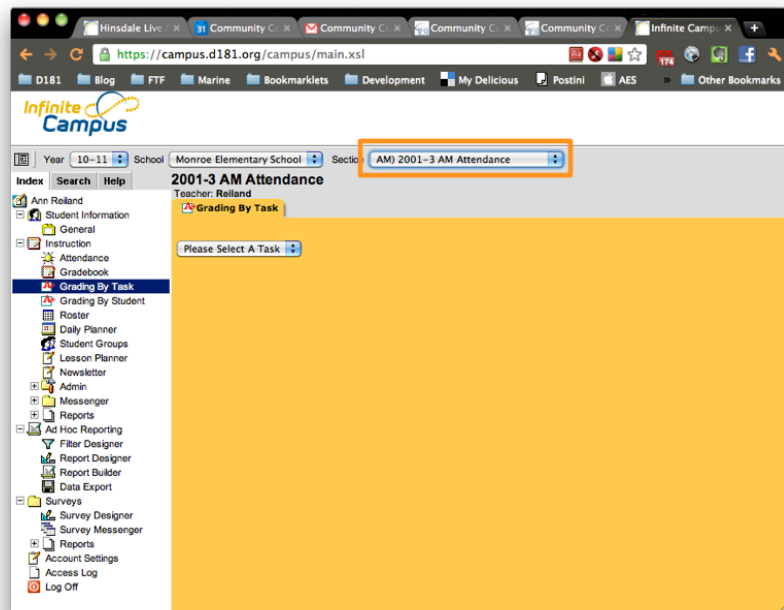 Hinsdale Live
31 Community C
Community C
Community C
Community C
Infinite Campu
https://campus.d181.org/campus/main.xsl
174
D181 Blog FTF Marine Bookmarklets Development My Delicious Postini AES » Other Bookmarks
Infinite
Campus
Year 10-11 School Monroe Elementary School Sectio AM) 2001-3 AM Attendance
Index Search Help
2001-3 AM Attendance
Teacher: Reiland
Grading By Task
Please Select A Task
Ann Reiland
Student Information
General
Instruction
Attendance
Gradebook
Grading By Task
Grading By Student
Roster
Daily Planner
Student Groups
Lesson Planner
Newsletter
Admin
Messenger
Reports
Ad Hoc Reporting
Filter Designer
Report Designer
Report Builder
Data Export
Surveys
Survey Designer
Survey Messenger
Reports
Account Settings
Access Log
Log Off